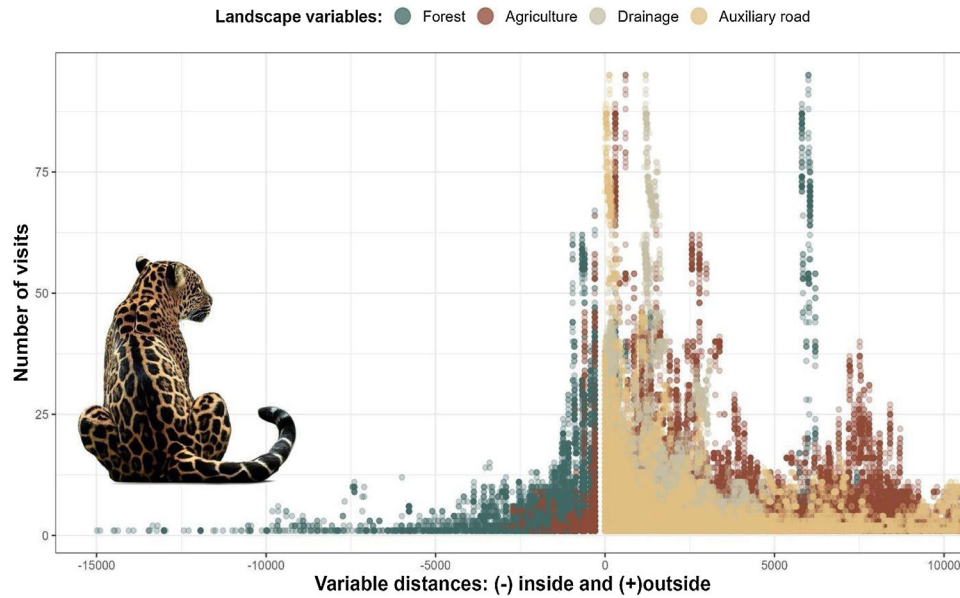 Landscape variables: Forest Agriculture Drainage Auxiliary road
Number of visits
75
50
25
0
-15000 -10000 -5000 0 5000 10000
Variable distances: (-) inside and (+)outside